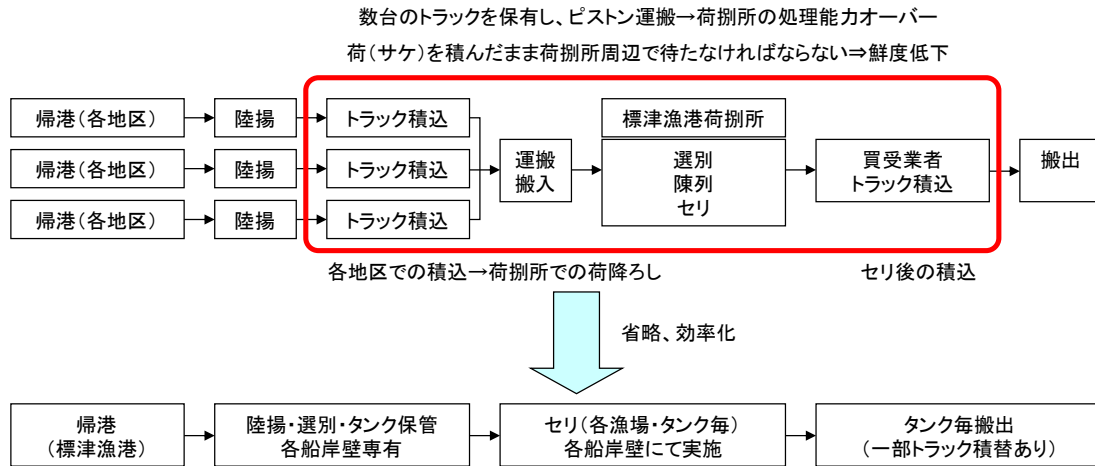 数台のトラックを保有し、ピストン運搬→荷捌所の処理能力オーバー
荷(サケ)を積んだまま荷捌所周辺で待たなければならない⇒鮮度低下
帰港(各地区)
陸揚
トラック積込
帰港(各地区)
陸揚
トラック積込
帰港(各地区)
陸揚
トラック積込
運搬
搬入
標津漁港荷捌所
選別
陳列
セリ
買受業者
トラック積込
搬出
各地区での積込→荷捌所での荷降ろし
セリ後の積込
省略、効率化
帰港
(標津漁港)
陸揚・選別・タンク保管
各船岸壁専有
セリ(各漁場・タンク毎)
各船岸壁にて実施
タンク毎搬出
(一部トラック積替あり)